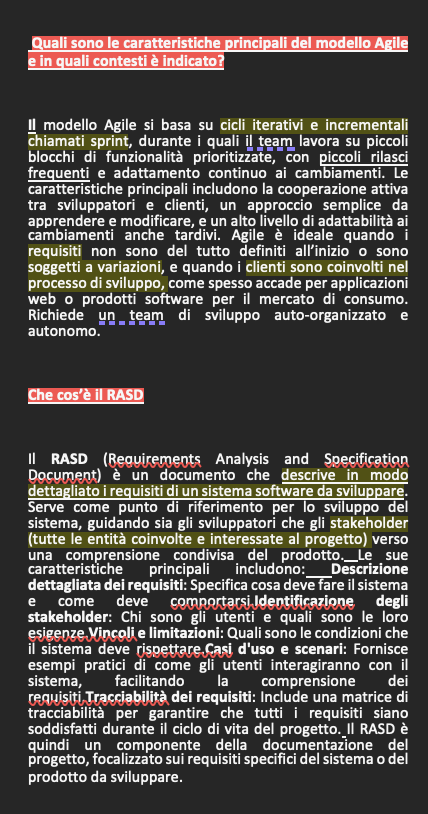 Quali sono le caratteristiche principali del modello Agile
e in quali contesti è indicato?
Il modello Agile si basa su cicli iterativi e incrementali
chiamati sprint, durante i quali il team lavora su piccoli
blocchi di funzionalità prioritizzate, con piccoli rilasci
frequenti e adattamento continuo ai cambiamenti. Le
caratteristiche principali includono la cooperazione attiva
tra sviluppatori e clienti, un approccio semplice da
apprendere e modificare, e un alto livello di adattabilità ai
cambiamenti anche tardivi. Agile è ideale quando i
requisiti non sono del tutto definiti all'inizio o sono
soggetti a variazioni, e quando i clienti sono coinvolti nel
processo di sviluppo, come spesso accade per applicazioni
web o prodotti software per il mercato di consumo.
Richiede un team di sviluppo auto-organizzato e
autonomo.
Che cos'è il RASD
Il RASD (Requirements Analysis and Specification
Document) è un documento che descrive in modo
dettagliato i requisiti di un sistema software da sviluppare.
Serve come punto di riferimento per lo sviluppo del
sistema, guidando sia gli sviluppatori che gli stakeholder
(tutte le entità coinvolte e interessate al progetto) verso
una comprensione condivisa del prodotto. Le sue
caratteristiche principali includono: Descrizione
dettagliata dei requisiti: Specifica cosa deve fare il sistema
e come deve comportarsi.Identificazione degli
stakeholder: Chi sono gli utenti e quali sono le loro
esigenze.Vincoli e limitazioni: Quali sono le condizioni che
il sistema deve rispettare.Casi d'uso e scenari: Fornisce
esempi pratici di come gli utenti interagiranno con il
sistema, facilitando la comprensione dei
requisiti.Tracciabilità dei requisiti: Include una matrice di
tracciabilità per garantire che tutti i requisiti siano
soddisfatti durante il ciclo di vita del progetto. Il RASD è
quindi un componente della documentazione del
progetto, focalizzato sui requisiti specifici del sistema o del
prodotto da sviluppare.